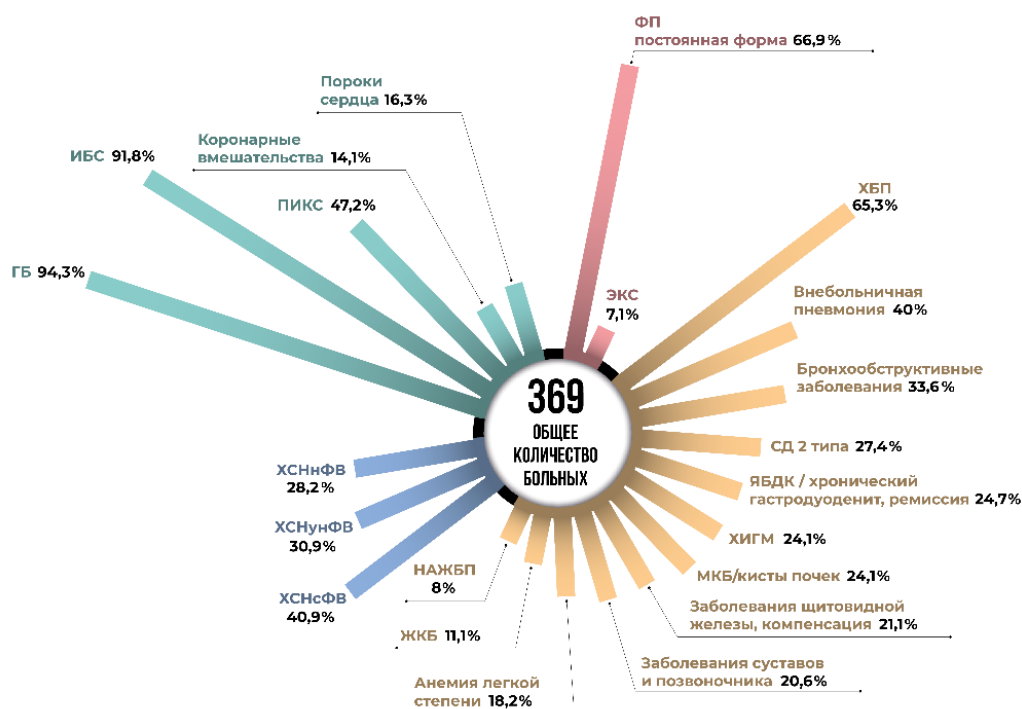 ФП
постоянная форма 66,9%
Пороки
сердца 16,3%
Коронарные
вмешательства 14,1%
ИБС 91,8%
ПИКС 47,2%
ГБ 94,3%
ХБП
65,3%
ЭКС
7,1%
Внебольничная
пневмония 40%
Бронхообструктивные
заболевания 33,6%
369
ОБЩЕЕ
КОЛИЧЕСТВО
БОЛЬНЫХ
СД 2 типа 27,4%
ХСНнФВ
28,2%
ЯБДК / хронический
гастродуоденит, ремиссия 24,7%
ХСНунФВ
30,9%
ХИГМ 24,1%
НАЖБП
8%
МКБ/кисты почек 24,1%
ХСНсФВ
40,9%
Заболевания щитовидной
железы, компенсация 21,1%
ЖКБ 11,1%
Заболевания суставов
и позвоночника 20,6%
Анемия легкой
степени 18,2%